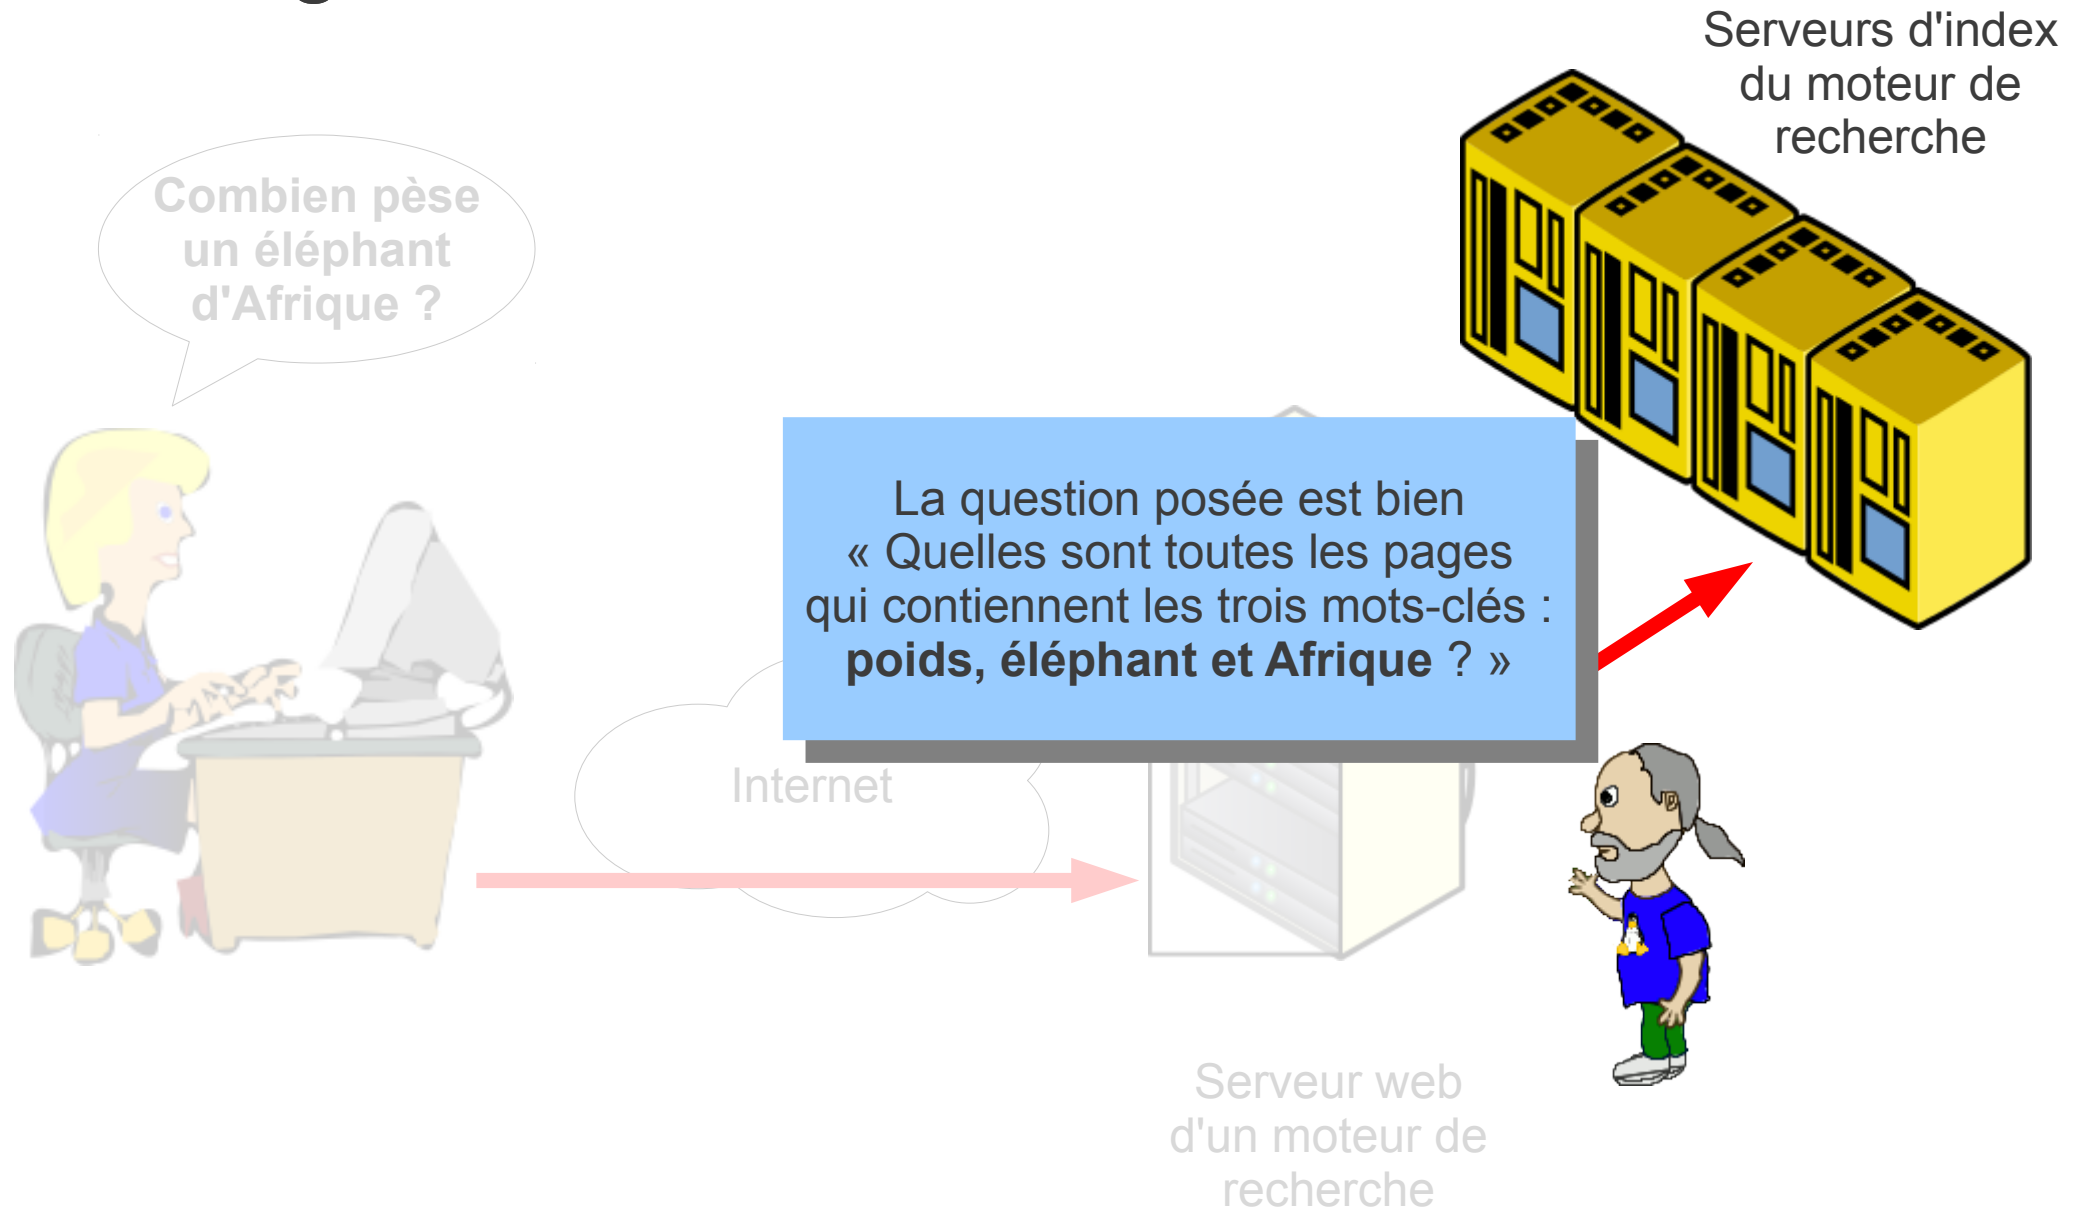 Serveurs d'index
du moteur de
recherche
Combien pèse
un éléphant
d'Afrique ?
La question posée est bien
« Quelles sont toutes les pages
qui contiennent les trois mots-clés :
poids, éléphant et Afrique ? »
Internet
Serveur web
d'un moteur de
recherche